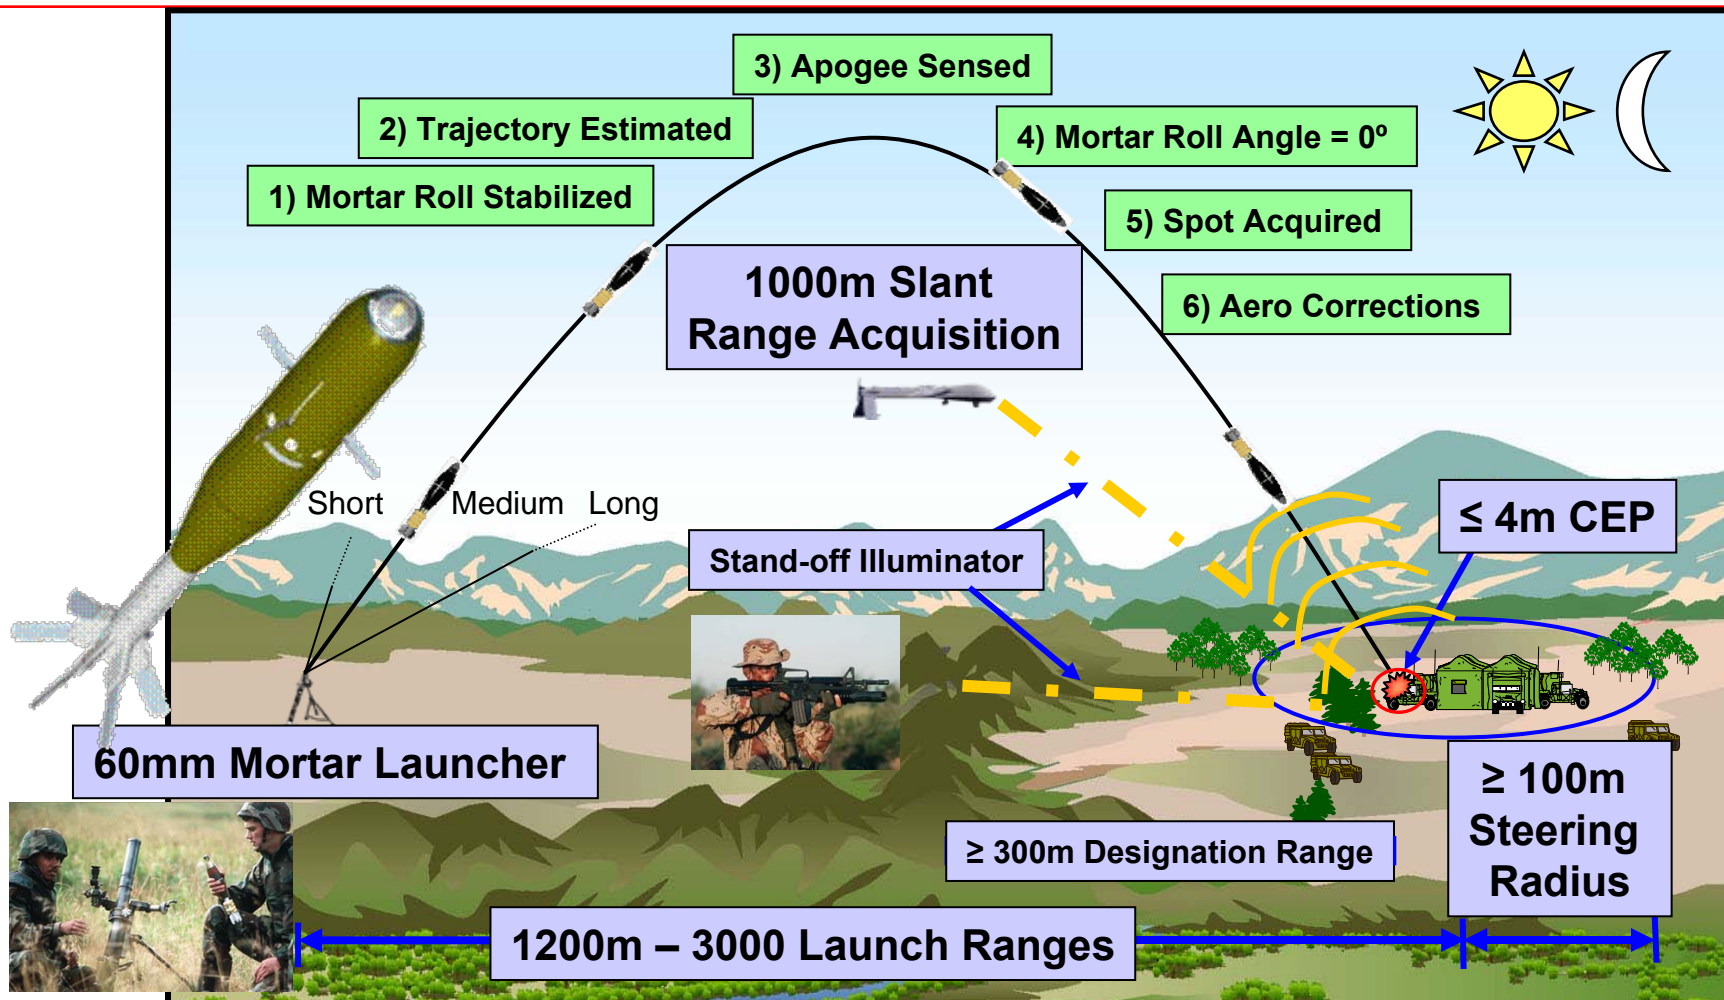 3) Apogee Sensed
2) Trajectory Estimated
4) Mortar Roll Angle = 0º
1) Mortar Roll Stabilized
5) Spot Acquired
1000m Slant
Range Acquisition
6) Aero Corrections
Short
Medium
Long
≤ 4m CEP
Stand-off Illuminator
60mm Mortar Launcher
≥ 100m
Steering
Radius
≥ 300m Designation Range
1200m – 3000 Launch Ranges